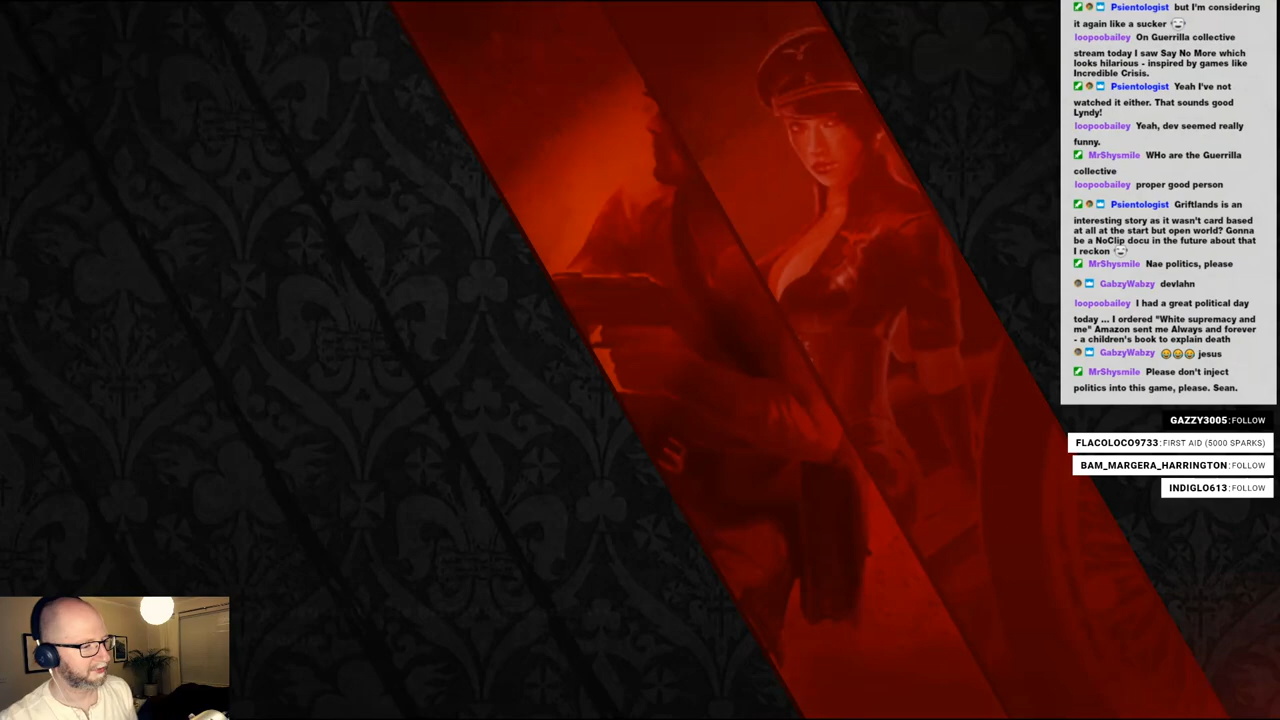 Psientologist but I'm considering
it again like a sucker
loopoobailey On Guerrilla collective
stream today I saw Say No More which
looks hilarious - inspired by games like
Incredible Crisis.
Psientologist Yeah I've not
watched it either. That sounds good
Lyndy!
loopoobailey Yeah, dev seemed really
funny.
MrShysmile WHo are the Guerrilla
collective
loopoobailey proper good person
Psientologist Griftlands is an
interesting story as it wasn't card based
at all at the start but open world? Gonna
be a NoClip docu in the future about that
I reckon
MrShysmile Nae politics, please
GabzyWabzy devlahn
loopoobailey I had a great political day
today ... I ordered "White supremacy and
me" Amazon sent me Always and forever
- a children's book to explain death
GabzyWabzy jesus
MrShysmile Please don't inject
politics into this game, please. Sean.
GAZZY3005:FOLLOW
FLACOLOCO9733:FIRST AID (5000 SPARKS)
BAM_MARGERA_HARRINGTON:FOLLOW
INDIGLO613:FOLLOW